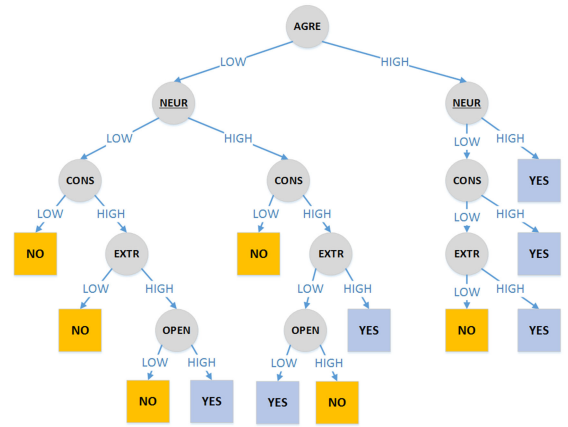 AGRE
LOW HIGH
NEUR NEUR
LOW HIGH LOW HIGH
CONS CONS CONS YES
LOW HIGH LOW HIGH LOW HIGH
NO EXTR NO EXTR EXTR YES
LOW HIGH LOW HIGH LOW HIGH
NO OPEN OPEN YES NO YES
LOW HIGH LOW HIGH
NO YES YES NO